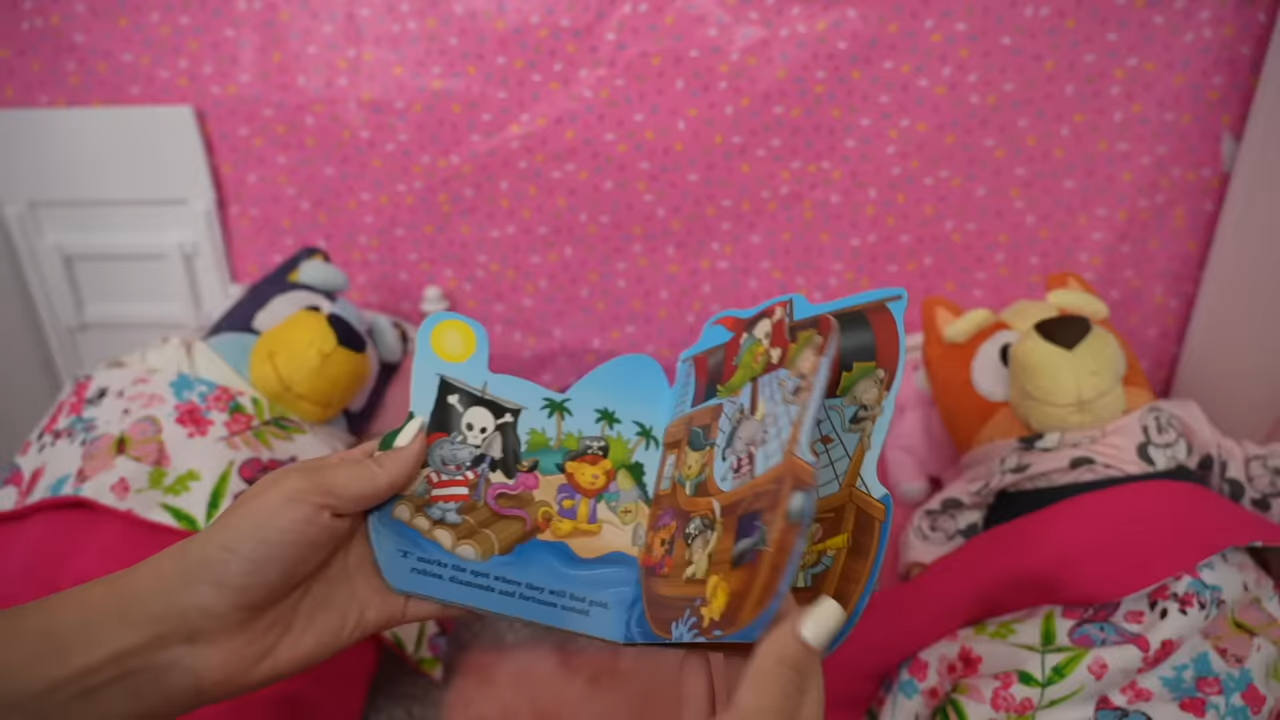 "X" marks the spot where they will find gold,
rubies, diamonds and fortunes untold.